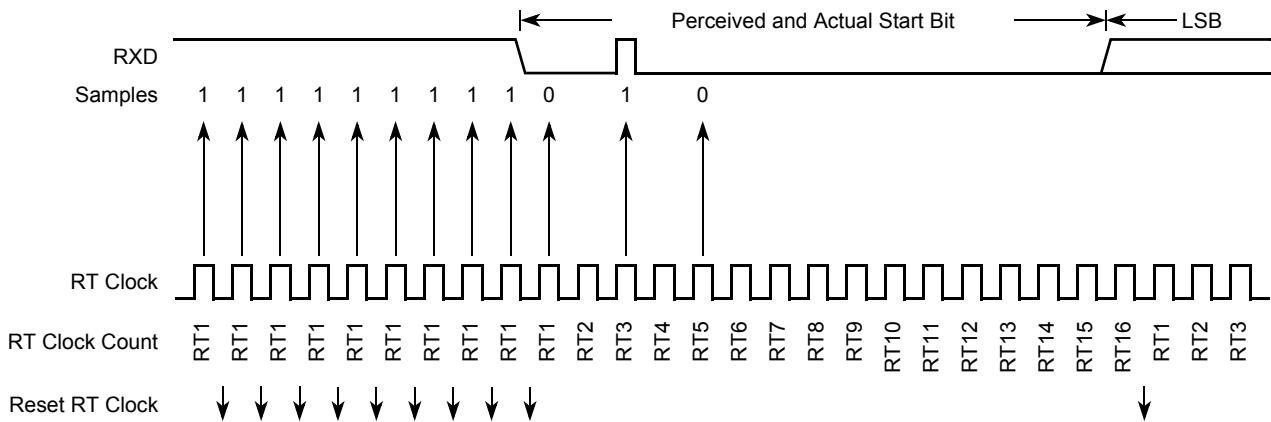 Perceived and Actual Start Bit LSB
RXD
Samples 1 1 1 1 1 1 1 1 1 0 1 0
RT Clock
RT Clock Count RT1 RT1 RT1 RT1 RT1 RT1 RT1 RT1 RT1 RT1 RT2 RT3 RT4 RT5 RT6 RT7 RT8 RT9 RT10 RT11 RT12 RT13 RT14 RT15 RT16 RT1 RT2 RT3
Reset RT Clock